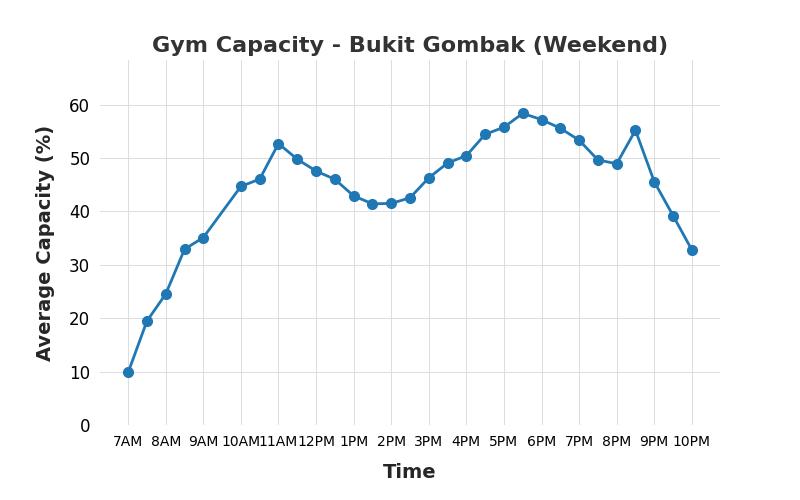 Gym Capacity - Bukit Gombak (Weekend)
Average Capacity (%)
60
50
40
30
20
10
0
7AM 8AM 9AM 10AM 11AM 12PM 1PM 2PM 3PM 4PM 5PM 6PM 7PM 8PM 9PM 10PM
Time